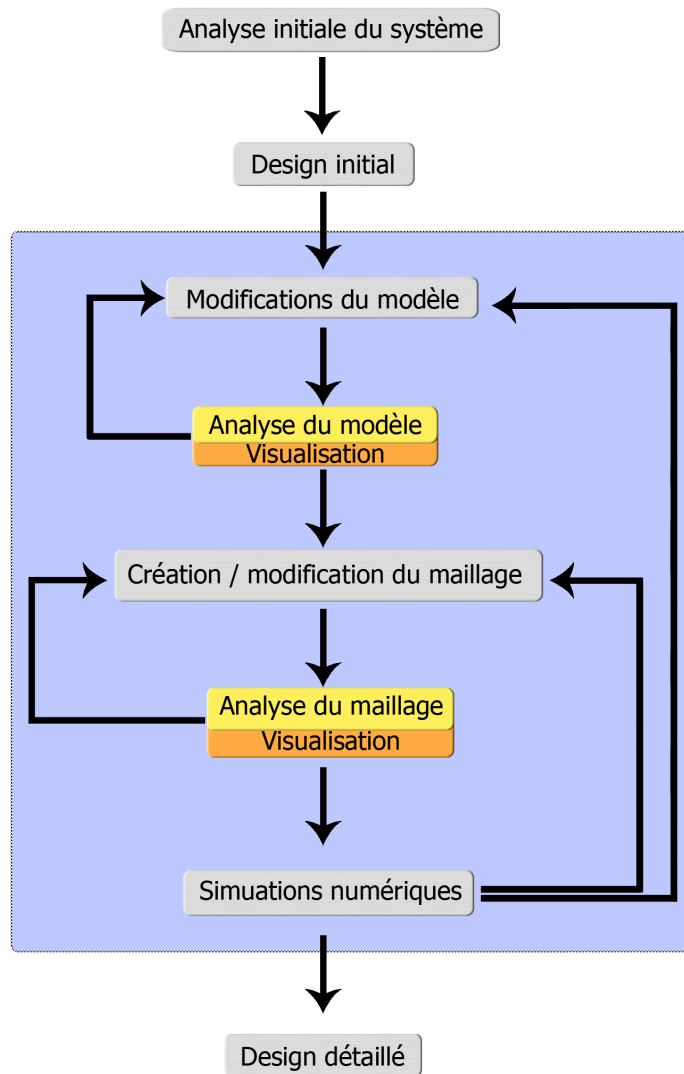 Analyse initiale du système
Design initial
Modifications du modèle
Analyse du modèle
Visualisation
Création / modification du maillage
Analyse du maillage
Visualisation
Simuations numériques
Design détaillé